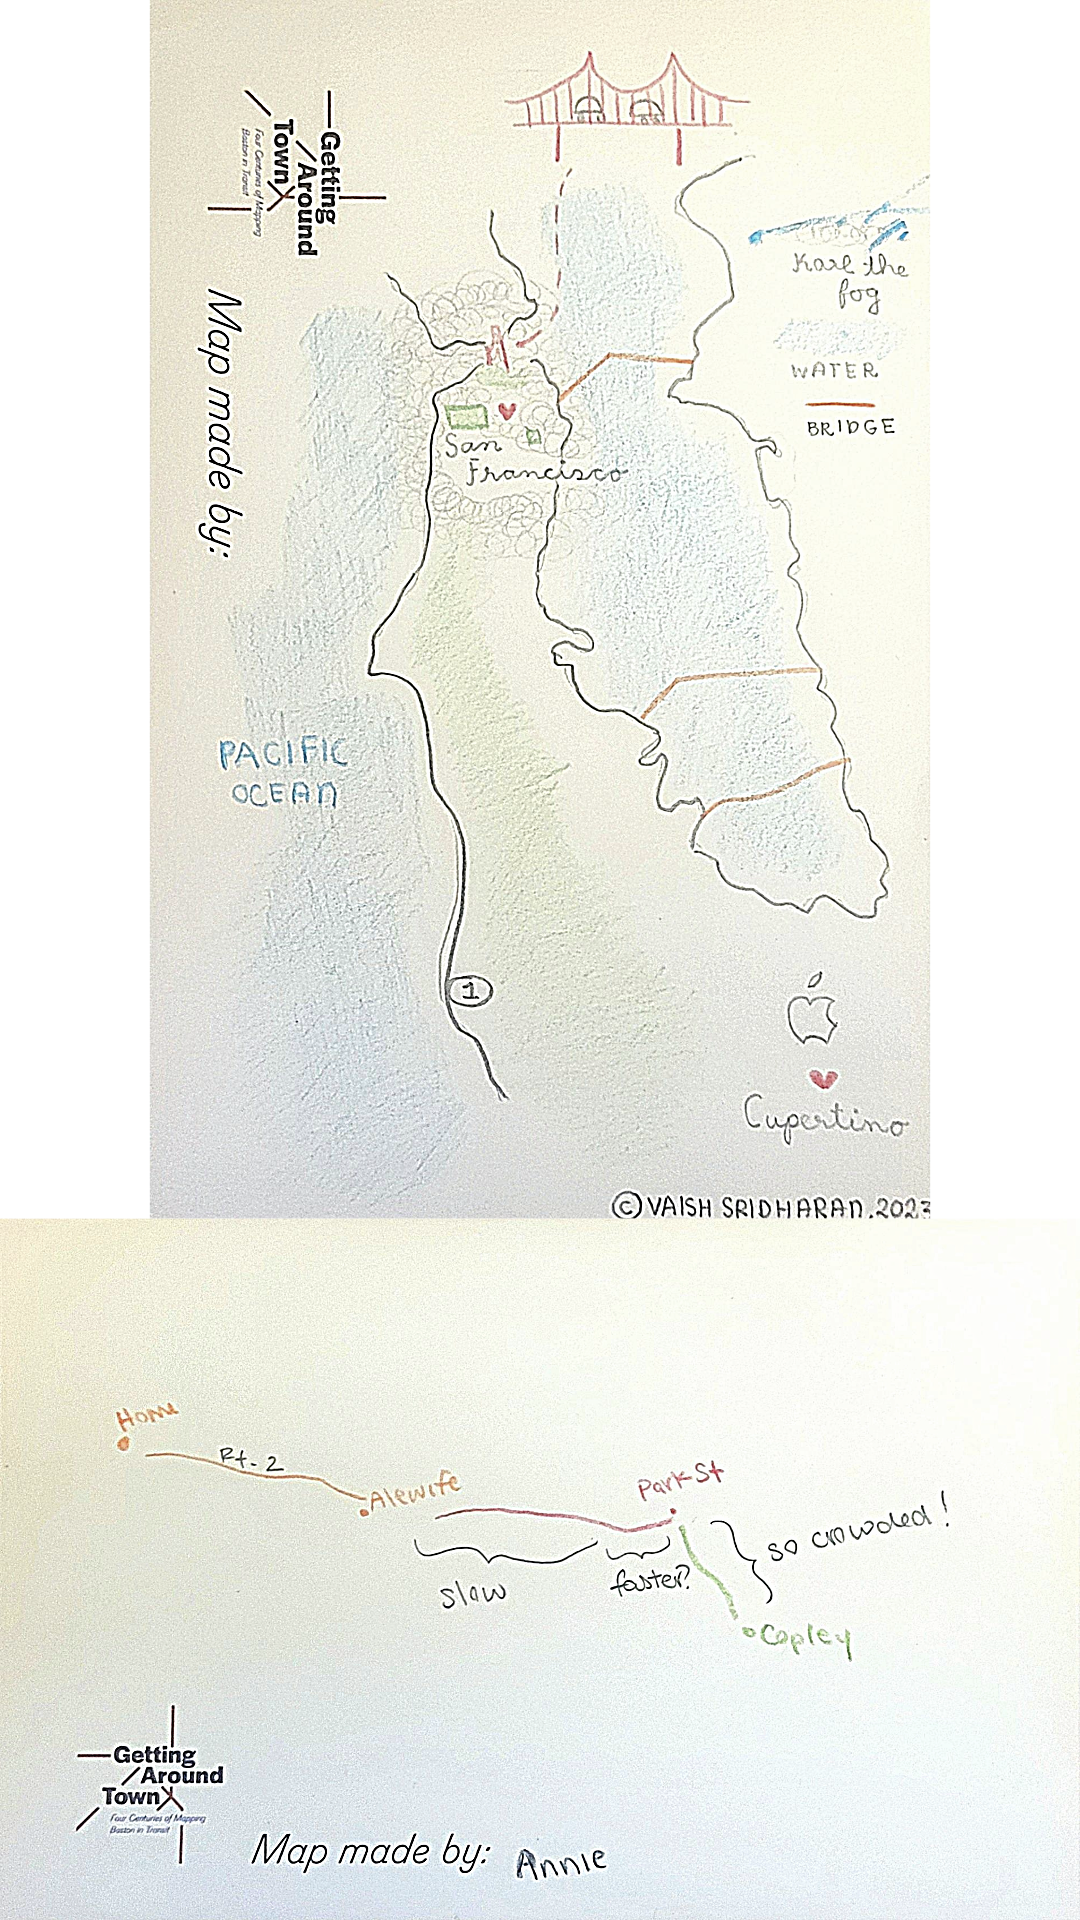 Getting
Around
Town
Four Centuries of Mapping
Boston in Transit
Map made by:
Karl the
fog
WATER
BRIDGE
San
Francisco
PACIFIC
OCEAN
1
Cupertino
© VAISH SRIDHARAN.2023
Home
Rt-2
Alewife
Park St
so crowded!
slow
faster?
Copley
Getting
Around
Town
Four Centuries of Mapping
Boston in Transit
Map made by: Annie